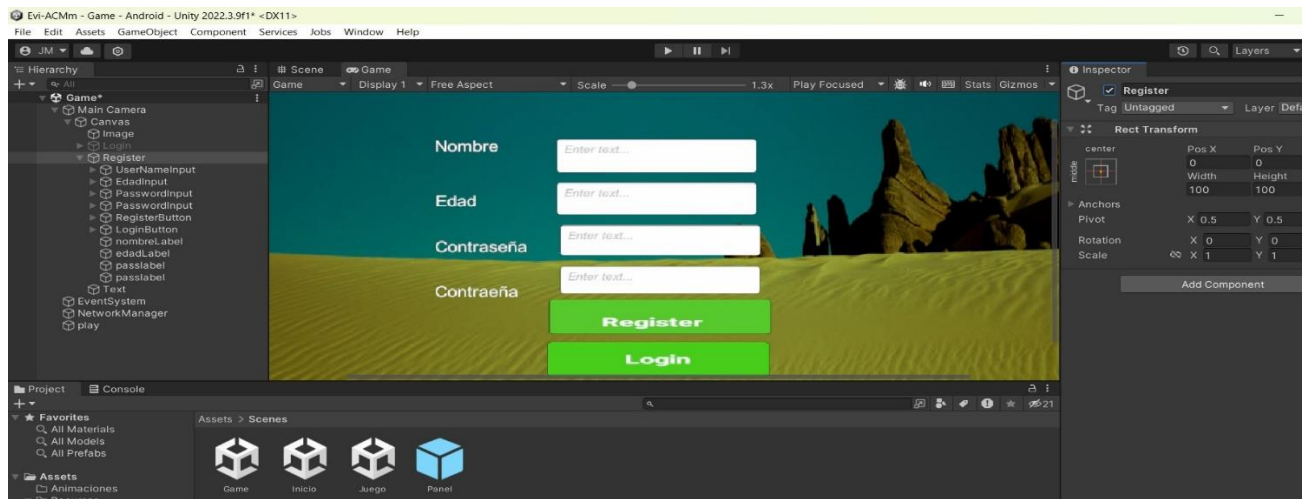 Evi-ACMm - Game - Android - Unity 2022.3.9f1* <DX11>
File Edit Assets GameObject Component Services Jobs Window Help
JM Layers
Hierarchy
All
Game*
Main Camera
Canvas
Image
Login
Register
UserNameInput
EdadInput
PasswordInput
PasswordInput
RegisterButton
LoginButton
nombreLabel
edadLabel
passlabel
passlabel
Text
EventSystem
NetworkManager
play
Scene Game
Game Display 1 Free Aspect Scale 1.3x Play Focused Stats Gizmos
Nombre Enter text...
Edad Enter text...
Contraseña Enter text...
Contraeña Enter text...
Register
Login
Inspector
Register
Tag Untagged Layer Defa
Rect Transform
center Pos X Pos Y
middle 0 0
Width Height
100 100
Anchors
Pivot X 0.5 Y 0.5
Rotation X 0 Y 0
Scale X 1 Y 1
Add Component
Project Console
21
Favorites
All Materials
All Models
All Prefabs
Assets
Animaciones
Assets > Scenes
Game Inicio Juego Panel